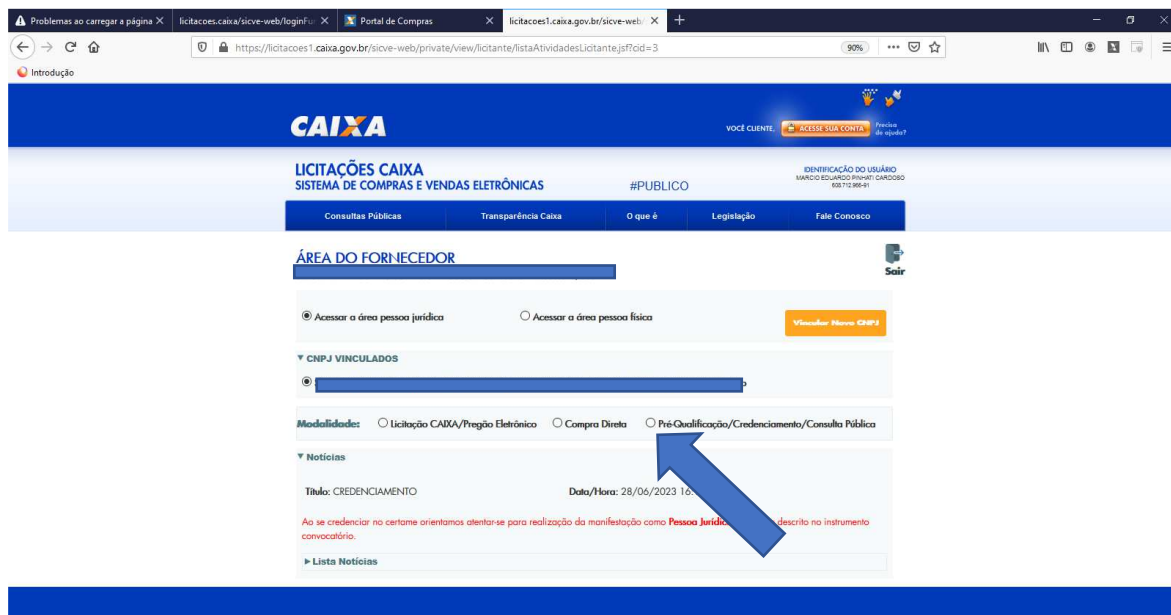 Problemas ao carregar a página
licitacoes.caixa/sicve-web/loginFu
Portal de Compras
licitacoes1.caixa.gov.br/sicve-web/
https://licitacoes1.caixa.gov.br/sicve-web/private/view/licitante/listaAtividadesLicitante.jsf?cid=3
90%
Introdução
CAIXA
VOCÊ CLIENTE,
ACESSE SUA CONTA
Precisa
de ajuda?
LICITAÇÕES CAIXA
SISTEMA DE COMPRAS E VENDAS ELETRÔNICAS
#PUBLICO
IDENTIFICAÇÃO DO USUÁRIO
MARCIO EDUARDO PINHATI CARDOSO
608.712.966-91
Consultas Públicas
Transparência Caixa
O que é
Legislação
Fale Conosco
ÁREA DO FORNECEDOR
Sair
Acessar a área pessoa jurídica
Acessar a área pessoa física
Vincular Novo CNPJ
CNPJ VINCULADOS
Modalidade:
Licitação CAIXA/Pregão Eletrônico
Compra Direta
Pré-Qualificação/Credenciamento/Consulta Pública
Notícias
Título: CREDENCIAMENTO
Data/Hora: 28/06/2023 16:
Ao se credenciar no certame orientamos atentar-se para realização da manifestação como Pessoa Jurídic descrito no instrumento
convocatório.
Lista Notícias